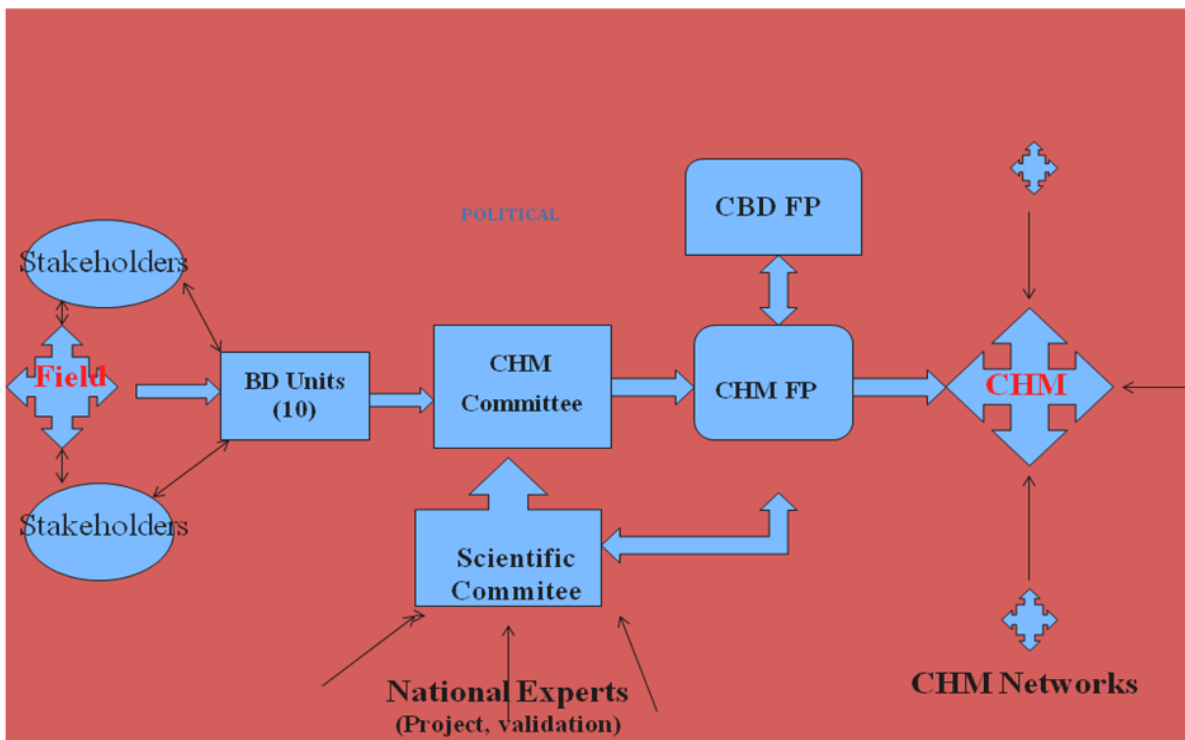 POLITICAL
CBD FP
Stakeholders
Field
BD Units
(10)
CHM
Committee
CHM FP
CHM
Stakeholders
Scientific
Commitee
National Experts
(Project, validation)
CHM Networks